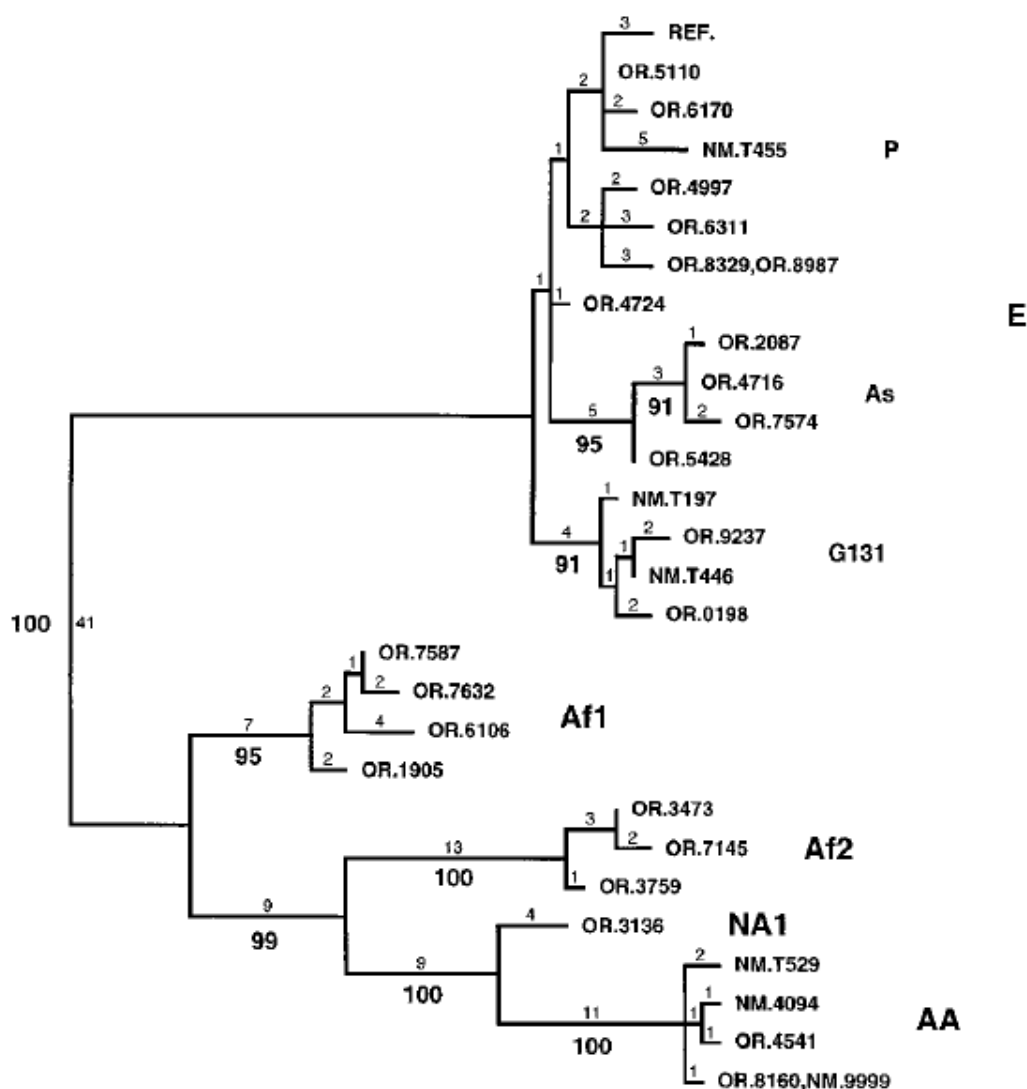 3 REF.
OR.5110
2
2 OR.6170
5 NM.T455 P
1
2 OR.4997
2 3 OR.6311
3 OR.8329,OR.8987
1
1 OR.4724 E
1 OR.2087
3 OR.4716 As
91
5 2 OR.7574
95
OR.5428
1 NM.T197
4 2 OR.9237
91 1 G131
1 NM.T446
2 OR.0198
100 41
OR.7587
1
2 2 OR.7632
7 4 OR.6106 Af1
95
2 OR.1905
OR.3473
3
13 2 OR.7145 Af2
100
1 OR.3759
9 4 OR.3136 NA1
99
9 2 NM.T529
100
1 NM.4094
11 1 AA
100 1 OR.4541
1 OR.8160,NM.9999